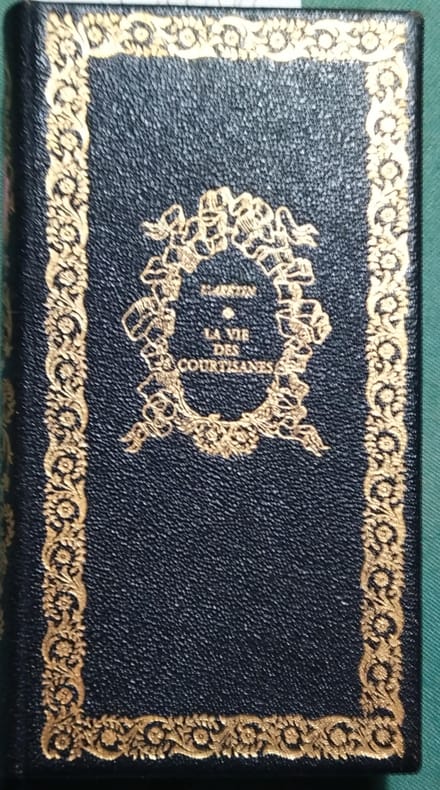 L'ARETIN
LA VIE
DES
COURTISANES